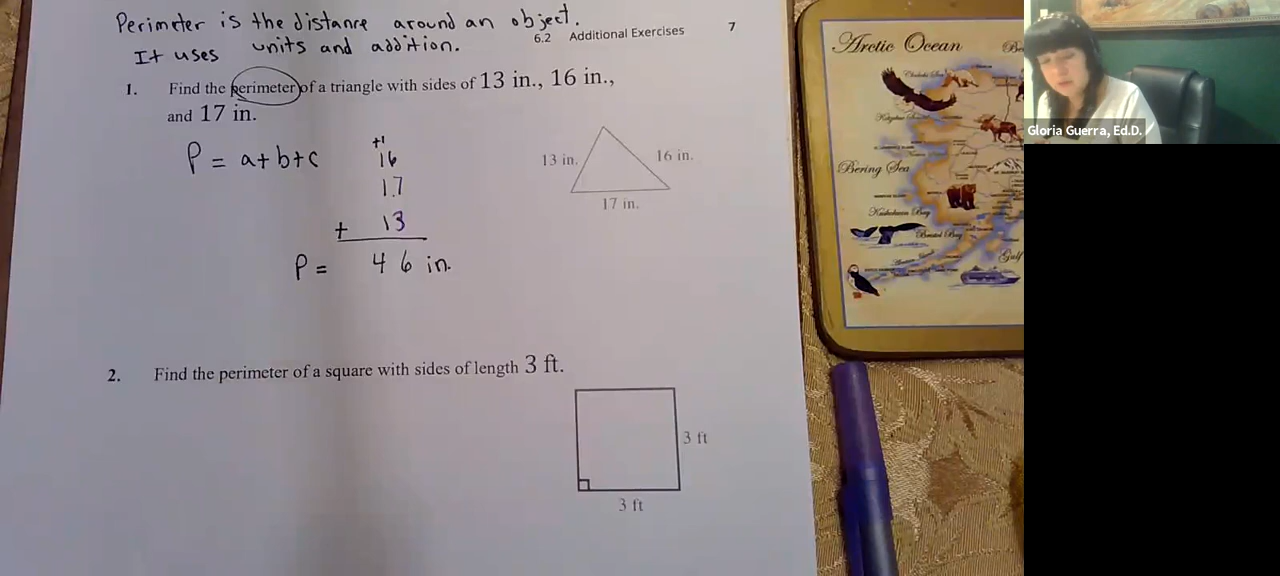 Perimeter is the distance around an object.
It uses units and addition.
6.2 Additional Exercises 7
1. Find the perimeter of a triangle with sides of 13 in., 16 in.,
and 17 in.
P = a+b+c
+1
16
17
+ 13
P = 46 in.
13 in.
16 in.
17 in.
2. Find the perimeter of a square with sides of length 3 ft.
3 ft
3 ft
Arctic Ocean
Bering Sea
Bristol Bay
Gloria Guerra, Ed.D.